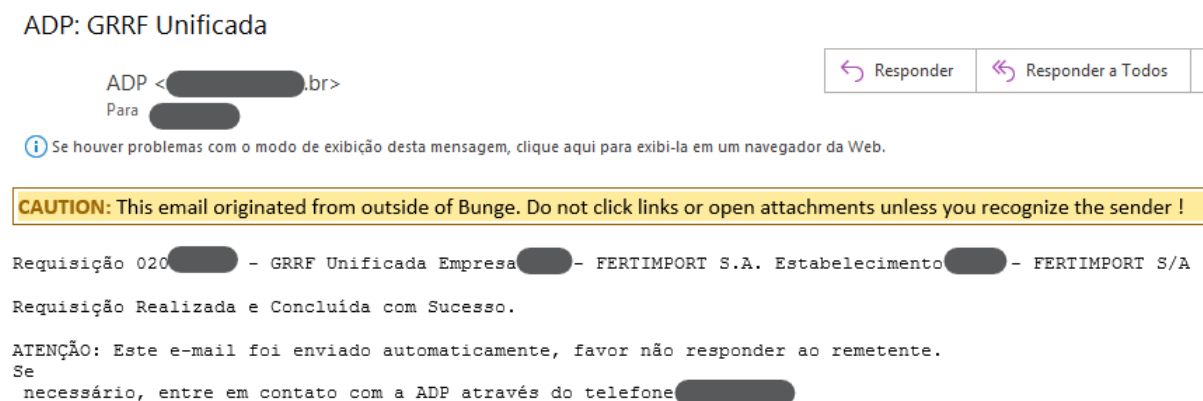 ADP: GRRF Unificada
ADP < .br>
Responder
Responder a Todos
Para
Se houver problemas com o modo de exibição desta mensagem, clique aqui para exibi-la em um navegador da Web.
CAUTION: This email originated from outside of Bunge. Do not click links or open attachments unless you recognize the sender !
Requisição 020 - GRRF Unificada Empresa - FERTIMPORT S.A. Estabelecimento - FERTIMPORT S/A
Requisição Realizada e Concluída com Sucesso.
ATENÇÃO: Este e-mail foi enviado automaticamente, favor não responder ao remetente.
Se
necessário, entre em contato com a ADP através do telefone